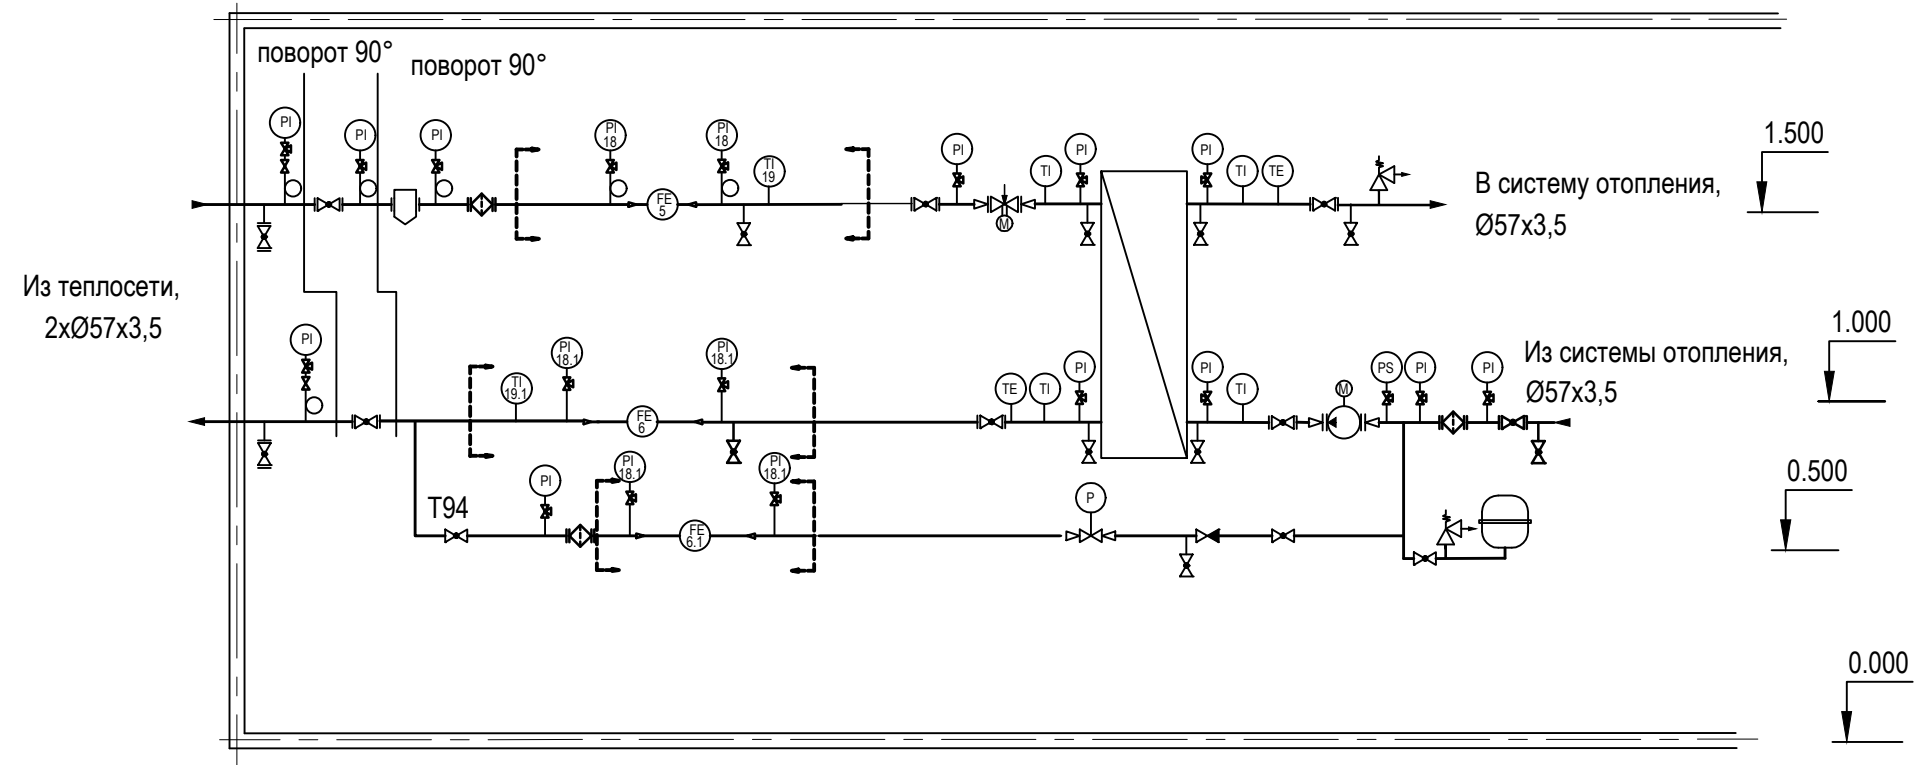 поворот 90°
поворот 90°
PI
PI
PI
PI
18
PI
18
TI
19
FE
5
PI
M
TI
PI
PI
TI
TE
1.500
В систему отопления,
Ø57x3,5
Из теплосети,
2xØ57x3,5
PI
TI
19.1
PI
18.1
FE
6
PI
18.1
TE
TI
PI
PI
TI
M
PS
PI
PI
1.000
Из системы отопления,
Ø57x3,5
T94
PI
PI
18.1
FE
6.1
PI
18.1
P
0.500
0.000